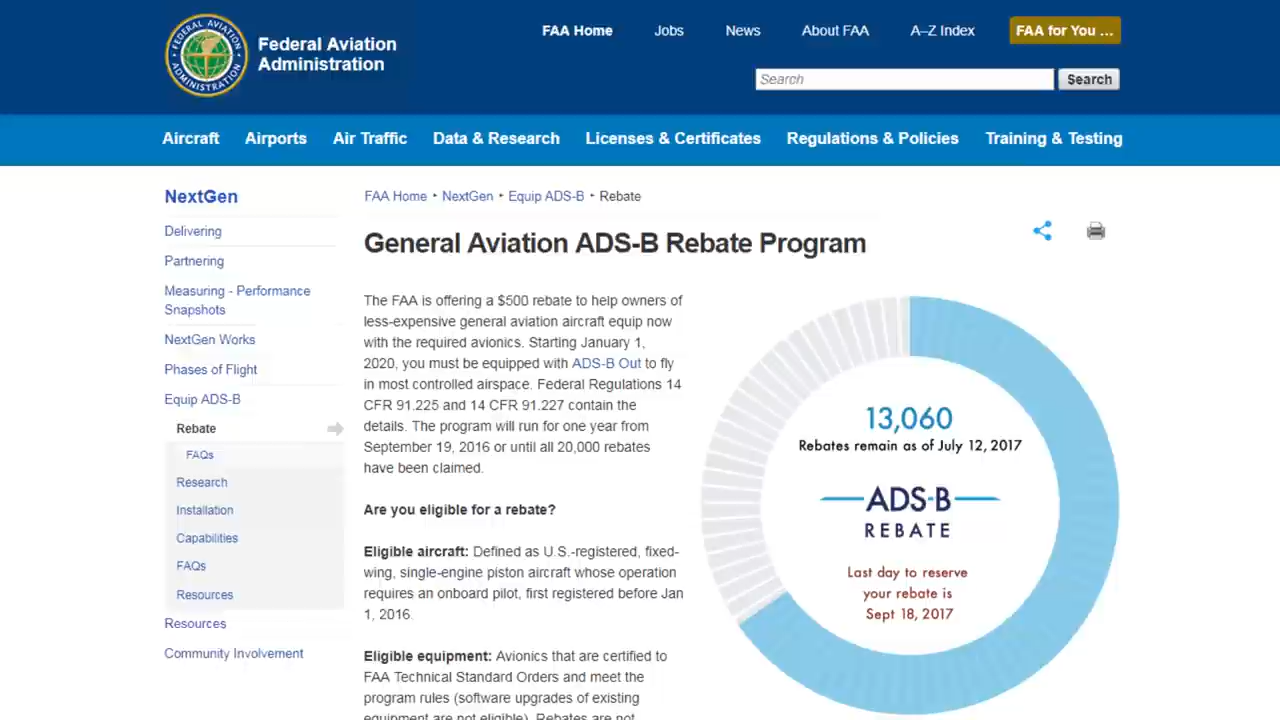 FEDERAL AVIATION
ADMINISTRATION
Federal Aviation
Administration
FAA Home Jobs News About FAA A–Z Index FAA for You ...
Search Search
Aircraft Airports Air Traffic Data & Research Licenses & Certificates Regulations & Policies Training & Testing
NextGen
Delivering
Partnering
Measuring - Performance
Snapshots
NextGen Works
Phases of Flight
Equip ADS-B
Rebate
FAQs
Research
Installation
Capabilities
FAQs
Resources
Resources
Community Involvement
FAA Home ‣ NextGen ‣ Equip ADS-B ‣ Rebate
General Aviation ADS-B Rebate Program
The FAA is offering a $500 rebate to help owners of
less-expensive general aviation aircraft equip now
with the required avionics. Starting January 1,
2020, you must be equipped with ADS-B Out to fly
in most controlled airspace. Federal Regulations 14
CFR 91.225 and 14 CFR 91.227 contain the
details. The program will run for one year from
September 19, 2016 or until all 20,000 rebates
have been claimed.
Are you eligible for a rebate?
Eligible aircraft: Defined as U.S.-registered, fixed-
wing, single-engine piston aircraft whose operation
requires an onboard pilot, first registered before Jan
1, 2016.
Eligible equipment: Avionics that are certified to
FAA Technical Standard Orders and meet the
program rules (software upgrades of existing
equipment are not eligible). Rebates are not
13,060
Rebates remain as of July 12, 2017
ADS-B
REBATE
Last day to reserve
your rebate is
Sept 18, 2017